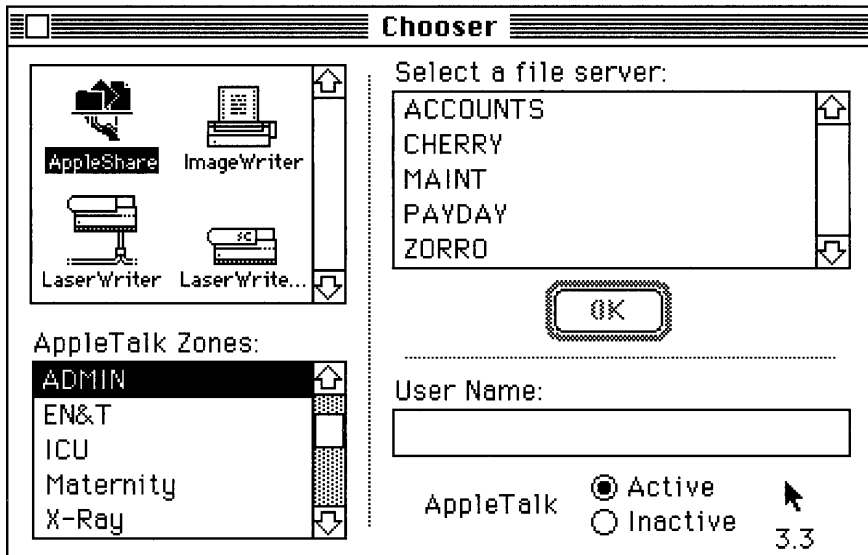 Chooser
AppleShare
ImageWriter
LaserWriter
LaserWrite...
AppleTalk Zones:
ADMIN
EN&T
ICU
Maternity
X-Ray
Select a file server:
ACCOUNTS
CHERRY
MAINT
PAYDAY
ZORRO
OK
User Name:
AppleTalk
Active
Inactive
3.3